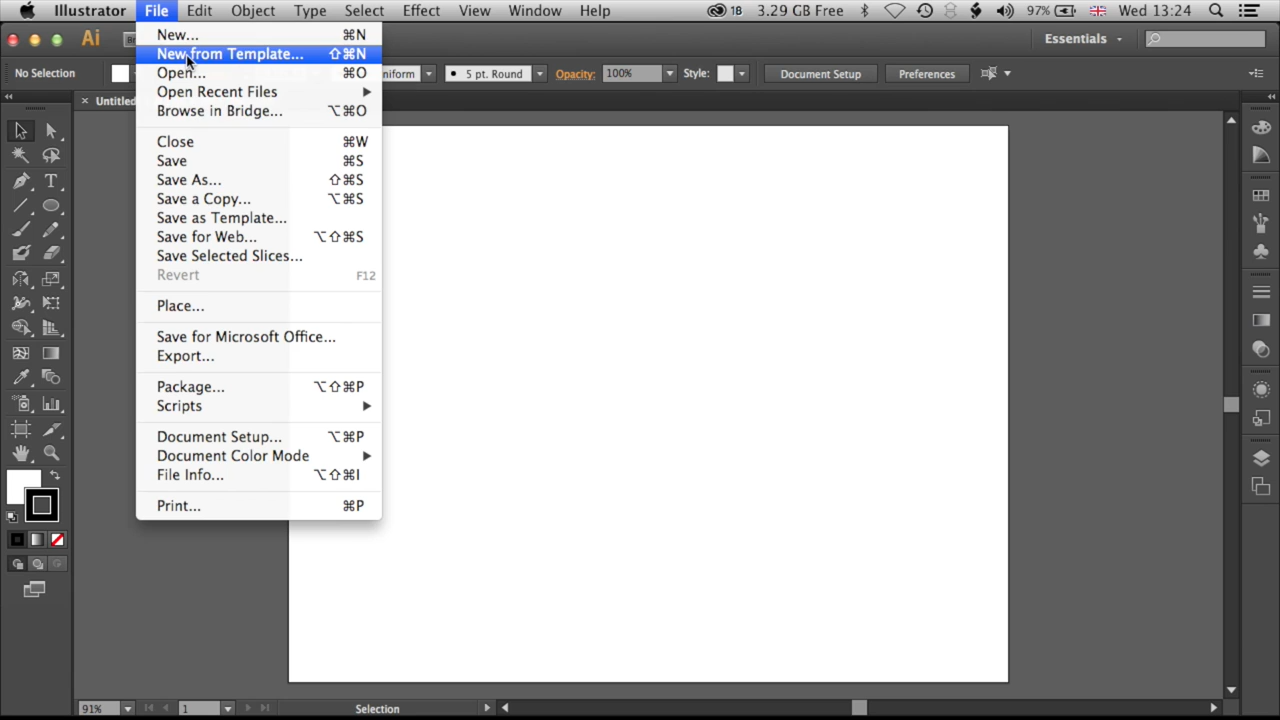 Illustrator File Edit Object Type Select Effect View Window Help 18 3.29 GB Free 97% Wed 13:24
Ai Essentials
No Selection 5 pt. Round Opacity: 100% Style: Document Setup Preferences
Untitled
New... ⌘N
New from Template... ⇧⌘N
Open... ⌘O
Open Recent Files
Browse in Bridge... ⌥⌘O
Close ⌘W
Save ⌘S
Save As... ⇧⌘S
Save a Copy... ⌥⌘S
Save as Template...
Save for Web... ⌥⇧⌘S
Save Selected Slices...
Revert F12
Place...
Save for Microsoft Office...
Export...
Package... ⌥⇧⌘P
Scripts
Document Setup... ⌥⌘P
Document Color Mode
File Info... ⌥⇧⌘I
Print... ⌘P
91% 1 Selection